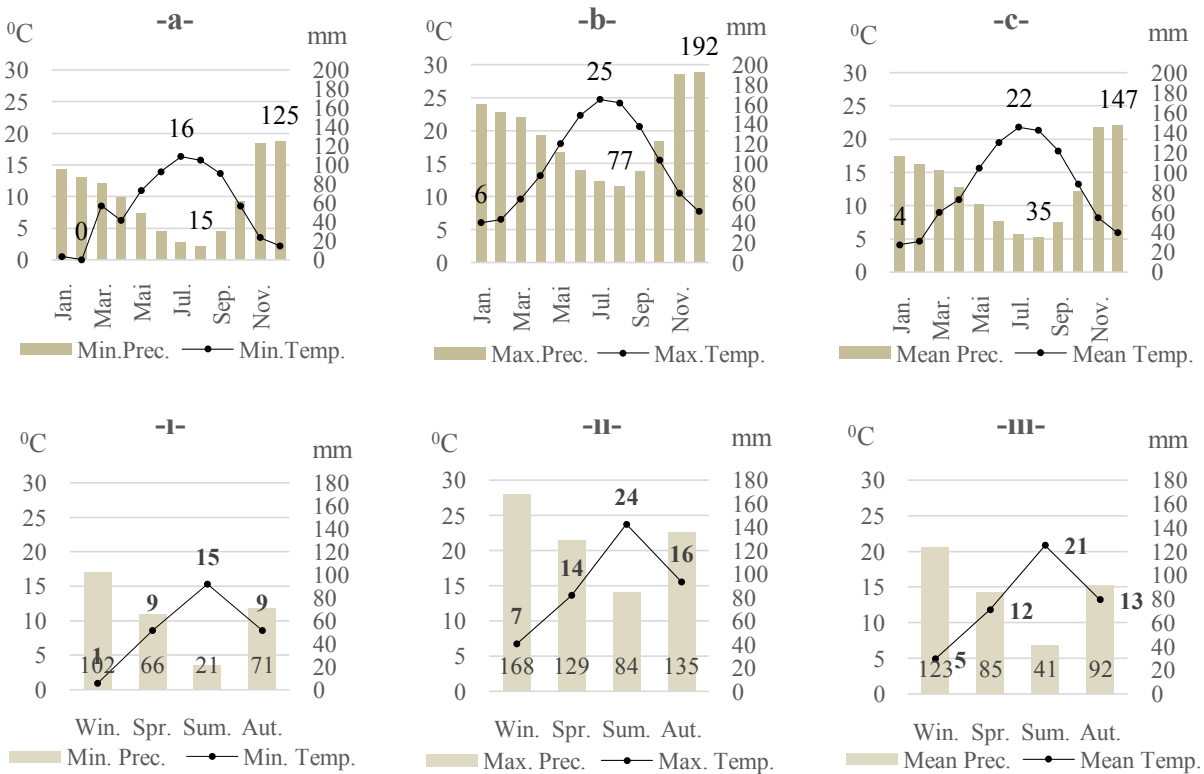 -a-
⁰C
mm
30
25
20
15
10
5
0
200
180
160
140
120
100
80
60
40
20
0
0
16
15
125
Jan.
Mar.
Mai
Jul.
Sep.
Nov.
Min.Prec.
Min.Temp.
-b-
⁰C
mm
30
25
20
15
10
5
0
200
180
160
140
120
100
80
60
40
20
0
6
25
77
192
Jan.
Mar.
Mai
Jul.
Sep.
Nov.
Max.Prec.
Max.Temp.
-c-
⁰C
mm
30
25
20
15
10
5
0
200
180
160
140
120
100
80
60
40
20
0
4
22
35
147
Jan.
Mar.
Mai
Jul.
Sep.
Nov.
Mean Prec.
Mean Temp.
-I-
⁰C
mm
30
25
20
15
10
5
0
180
160
140
120
100
80
60
40
20
0
1
9
15
9
102
66
21
71
Win. Spr. Sum. Aut.
Min. Prec.
Min. Temp.
-II-
⁰C
mm
30
25
20
15
10
5
0
180
160
140
120
100
80
60
40
20
0
7
14
24
16
168
129
84
135
Win. Spr. Sum. Aut.
Max. Prec.
Max. Temp.
-III-
⁰C
mm
30
25
20
15
10
5
0
180
160
140
120
100
80
60
40
20
0
5
12
21
13
123
85
41
92
Win. Spr. Sum. Aut.
Mean Prec.
Mean Temp.